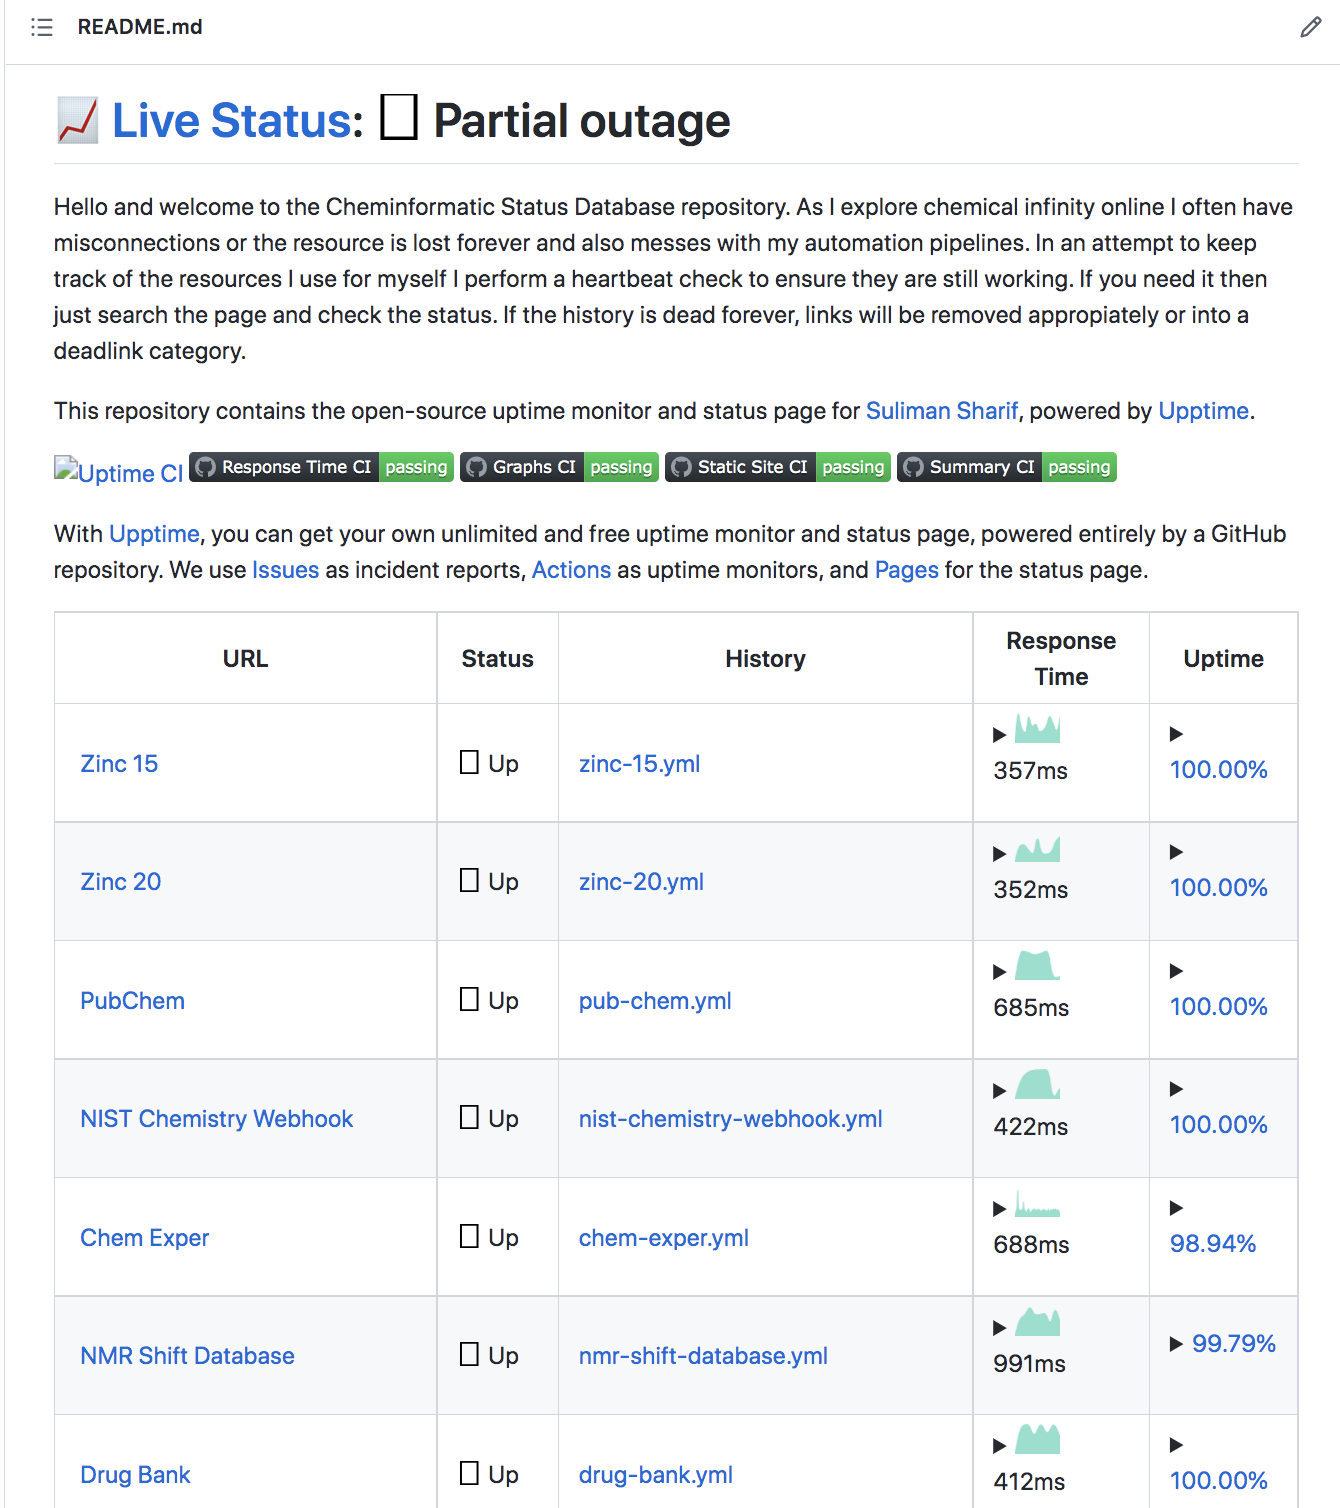 README.md
Live Status: Partial outage
Hello and welcome to the Cheminformatic Status Database repository. As I explore chemical infinity online I often have
misconnections or the resource is lost forever and also messes with my automation pipelines. In an attempt to keep
track of the resources I use for myself I perform a heartbeat check to ensure they are still working. If you need it then
just search the page and check the status. If the history is dead forever, links will be removed appropiately or into a
deadlink category.
This repository contains the open-source uptime monitor and status page for Suliman Sharif, powered by Upptime.
Uptime CI Response Time CI passing Graphs CI passing Static Site CI passing Summary CI passing
With Upptime, you can get your own unlimited and free uptime monitor and status page, powered entirely by a GitHub
repository. We use Issues as incident reports, Actions as uptime monitors, and Pages for the status page.
URL Status History Response Time Uptime
Zinc 15 Up zinc-15.yml 357ms 100.00%
Zinc 20 Up zinc-20.yml 352ms 100.00%
PubChem Up pub-chem.yml 685ms 100.00%
NIST Chemistry Webhook Up nist-chemistry-webhook.yml 422ms 100.00%
Chem Exper Up chem-exper.yml 688ms 98.94%
NMR Shift Database Up nmr-shift-database.yml 991ms 99.79%
Drug Bank Up drug-bank.yml 412ms 100.00%